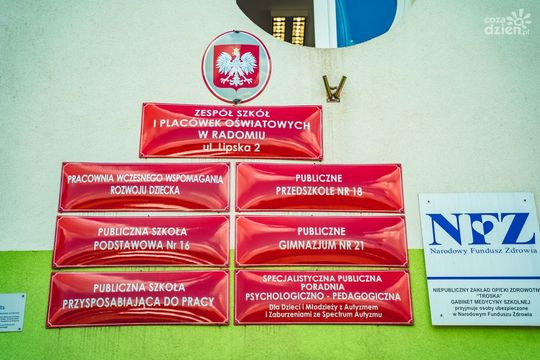 cozadzien.pl
ZESPÓŁ SZKÓŁ
I PLACÓWEK OŚWIATOWYCH
W RADOMIU
ul. Lipska 2
PRACOWNIA WCZESNEGO WSPOMAGANIA
ROZWOJU DZIECKA
PUBLICZNE
PRZEDSZKOLE NR 18
PUBLICZNA SZKOŁA
PODSTAWOWA Nr 16
PUBLICZNE
GIMNAZJUM NR 21
PUBLICZNA SZKOŁA
PRZYSPOSABIAJĄCA DO PRACY
SPECJALISTYCZNA PUBLICZNA
PORADNIA
PSYCHOLOGICZNO - PEDAGOGICZNA
Dla Dzieci i Młodzieży z Autyzmem
i Zaburzeniami ze Spectrum Autyzmu
NFZ
Narodowy Fundusz Zdrowia
NIEPUBLICZNY ZAKŁAD OPIEKI ZDROWOTNEJ
"TROSKA"
GABINET MEDYCYNY SZKOLNEJ
przyjmuje osoby ubezpieczone
w Narodowym Funduszu Zdrowia